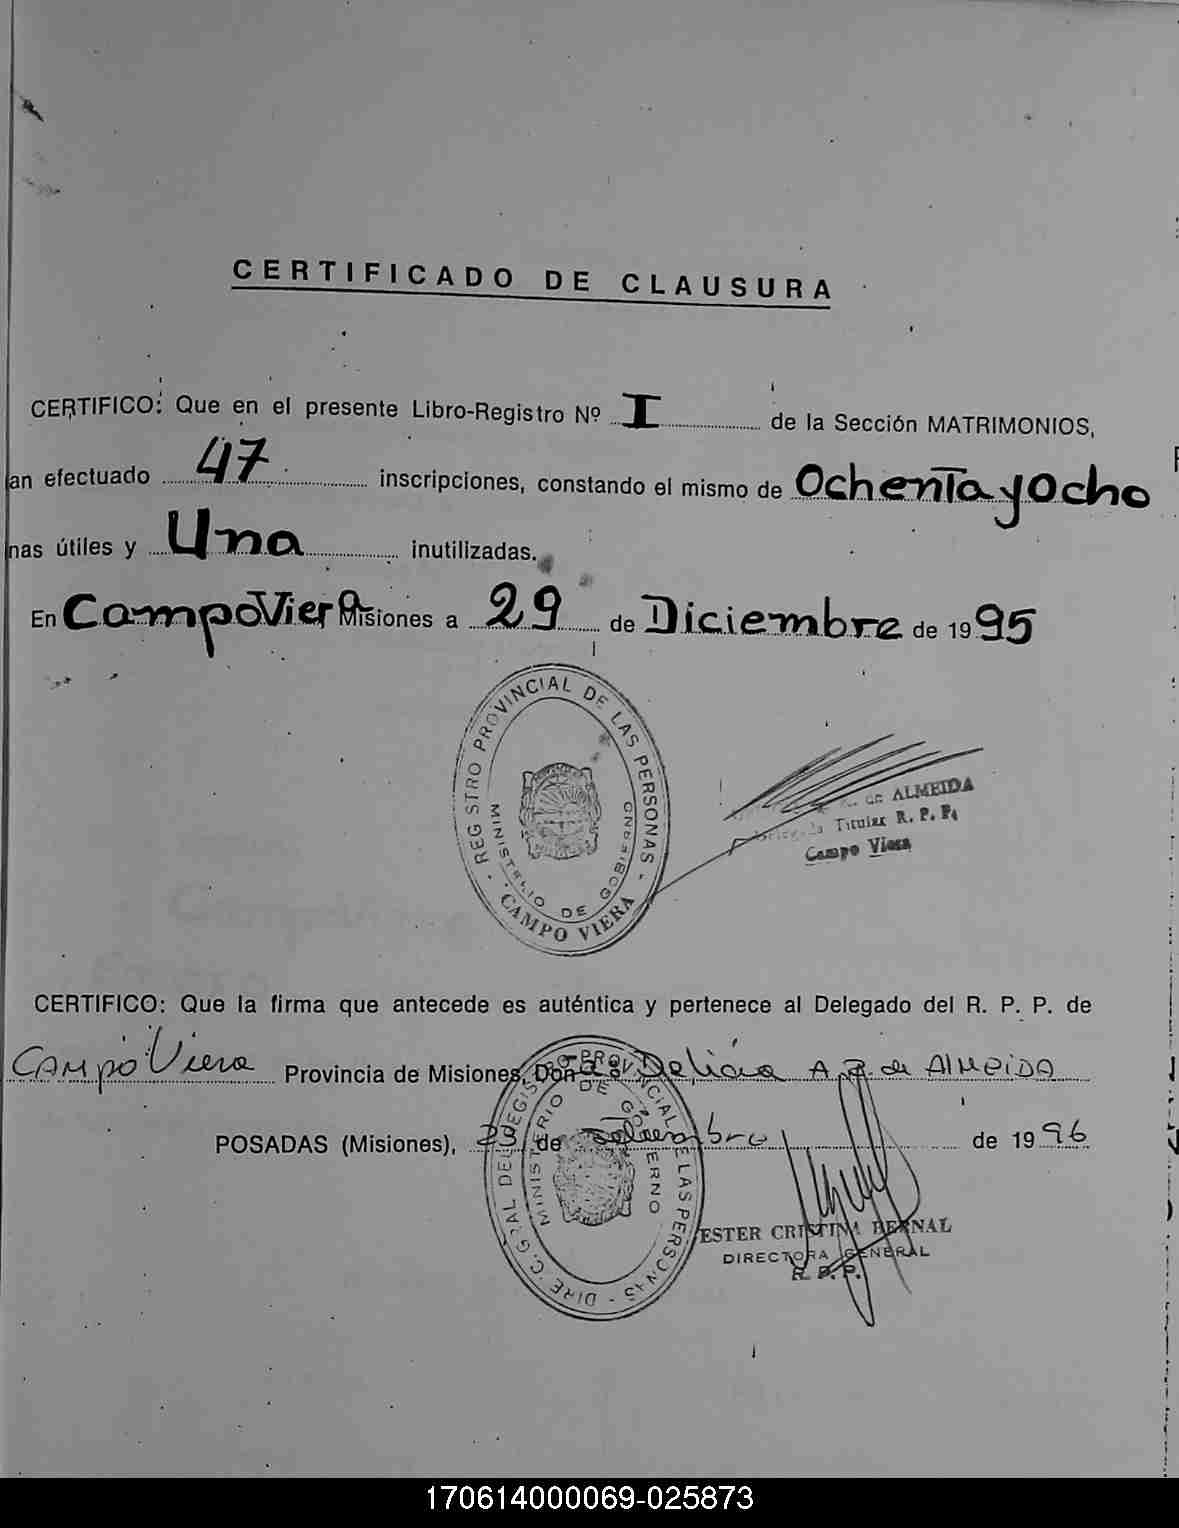 CERTIFICADO DE CLAUSURA
CERTIFICO: Que en el presente Libro-Registro Nº I de la Sección MATRIMONIOS,
an efectuado 47 inscripciones, constando el mismo de Ochenta y Ocho
nas útiles y Una inutilizadas.
En Campo Viera Misiones a 29 de Diciembre de 1995
REGISTRO PROVINCIAL DE LAS PERSONAS
MINISTERIO DE GOBIERNO
CAMPO VIERA
de ALMEIDA
Titular R. P. P.
Campo Viera
CERTIFICO: Que la firma que antecede es auténtica y pertenece al Delegado del R. P. P. de
Campo Viera Provincia de Misiones, Don Delicia A. de Almeida
POSADAS (Misiones), 23 de de 1996
MINISTERIO DE GOBIERNO
ESTER CRISTINA BERNAL
DIRECTORA GENERAL
R. P. P.
170614000069-025873